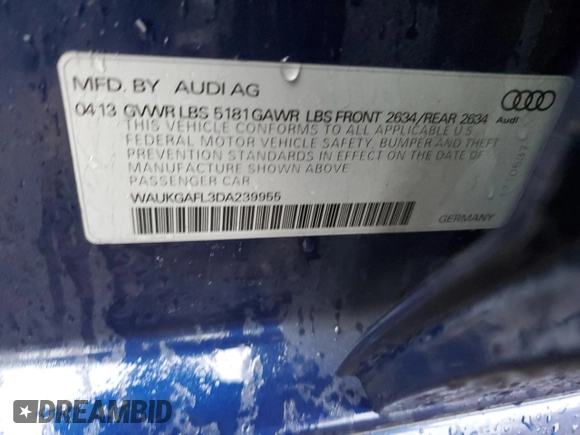 MFD. BY AUDI AG
04 13 GVWR LBS 5181 GAWR LBS FRONT 2634/REAR 2634
THIS VEHICLE CONFORMS TO ALL APPLICABLE U S
FEDERAL MOTOR VEHICLE SAFETY, BUMPER AND THEFT
PREVENTION STANDARDS IN EFFECT ON THE DATE OF
MANUFACTURE SHOWN ABOVE
PASSENGER CAR
WAUKGAFL3DA239955
GERMANY
Audi
DREAMBID